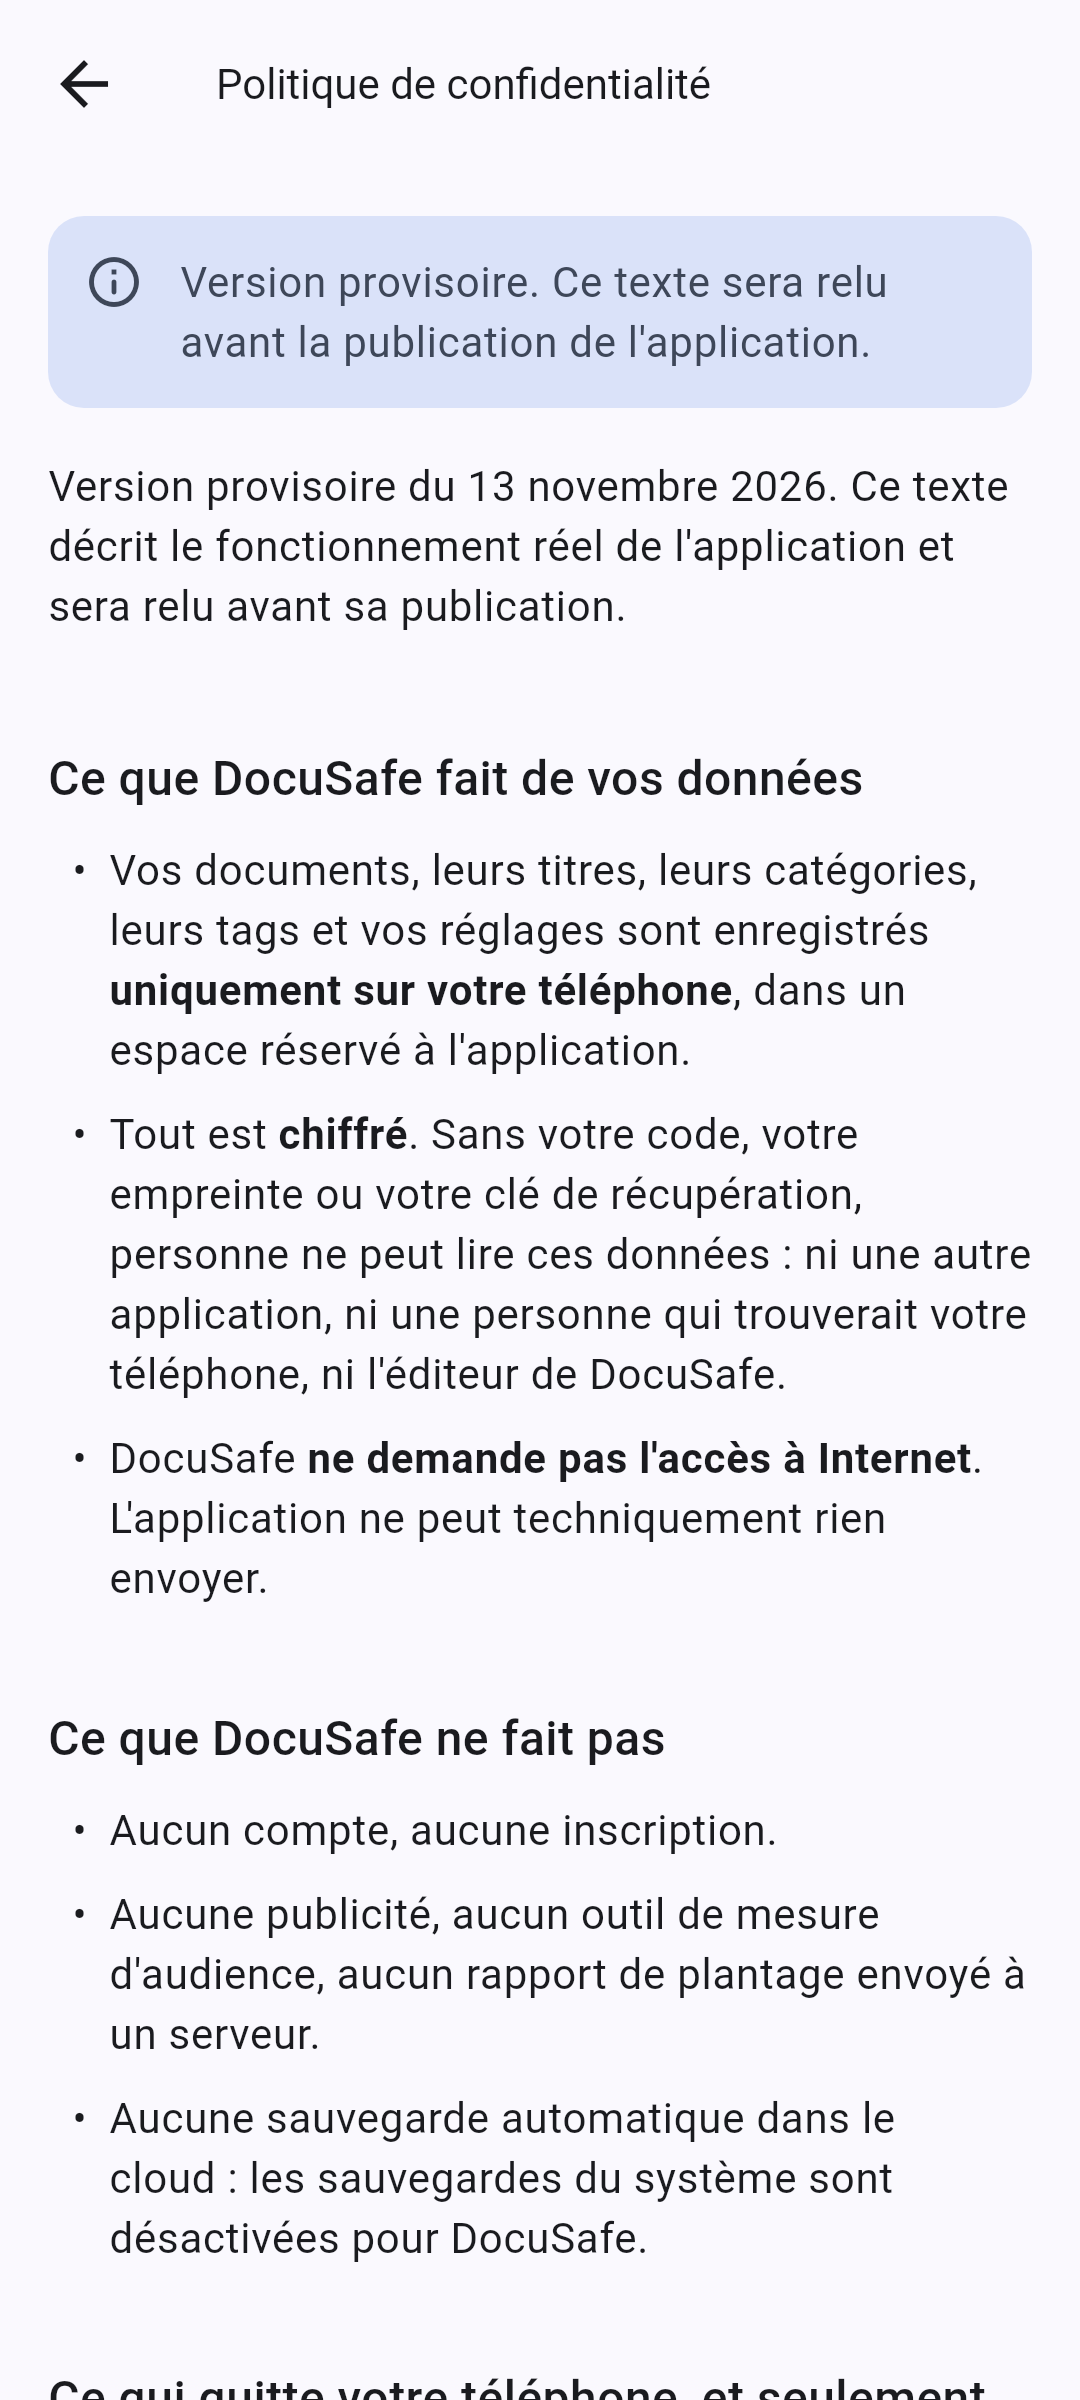 Politique de confidentialité
Version provisoire. Ce texte sera relu
avant la publication de l'application.
Version provisoire du 13 novembre 2026. Ce texte
décrit le fonctionnement réel de l'application et
sera relu avant sa publication.
Ce que DocuSafe fait de vos données
• Vos documents, leurs titres, leurs catégories,
leurs tags et vos réglages sont enregistrés
uniquement sur votre téléphone, dans un
espace réservé à l'application.
• Tout est chiffré. Sans votre code, votre
empreinte ou votre clé de récupération,
personne ne peut lire ces données : ni une autre
application, ni une personne qui trouverait votre
téléphone, ni l'éditeur de DocuSafe.
• DocuSafe ne demande pas l'accès à Internet.
L'application ne peut techniquement rien
envoyer.
Ce que DocuSafe ne fait pas
• Aucun compte, aucune inscription.
• Aucune publicité, aucun outil de mesure
d'audience, aucun rapport de plantage envoyé à
un serveur.
• Aucune sauvegarde automatique dans le
cloud : les sauvegardes du système sont
désactivées pour DocuSafe.
Ce qui quitte votre téléphone, et seulement